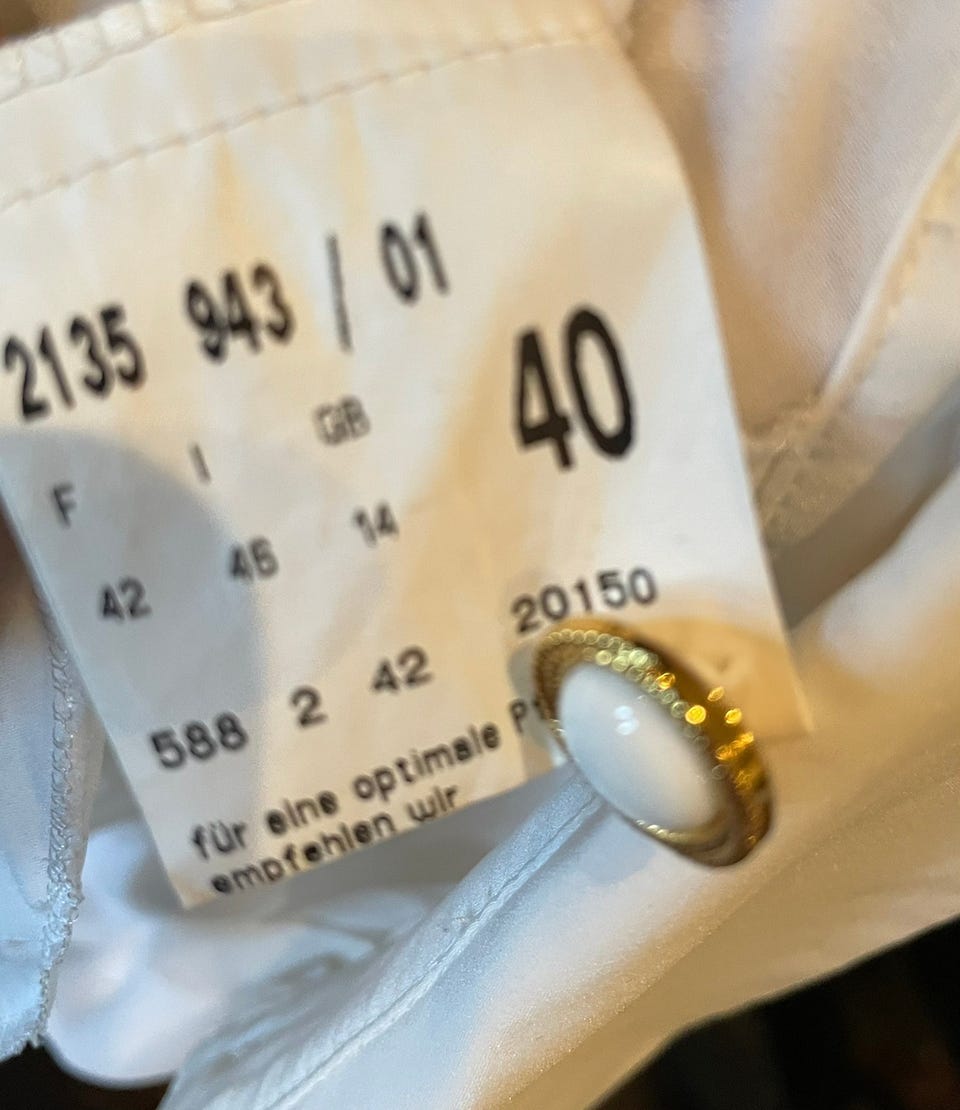 2135 943 / 01
40
F I GB
42 46 14
20150
588 2 42
für eine optimale
empfehlen wir